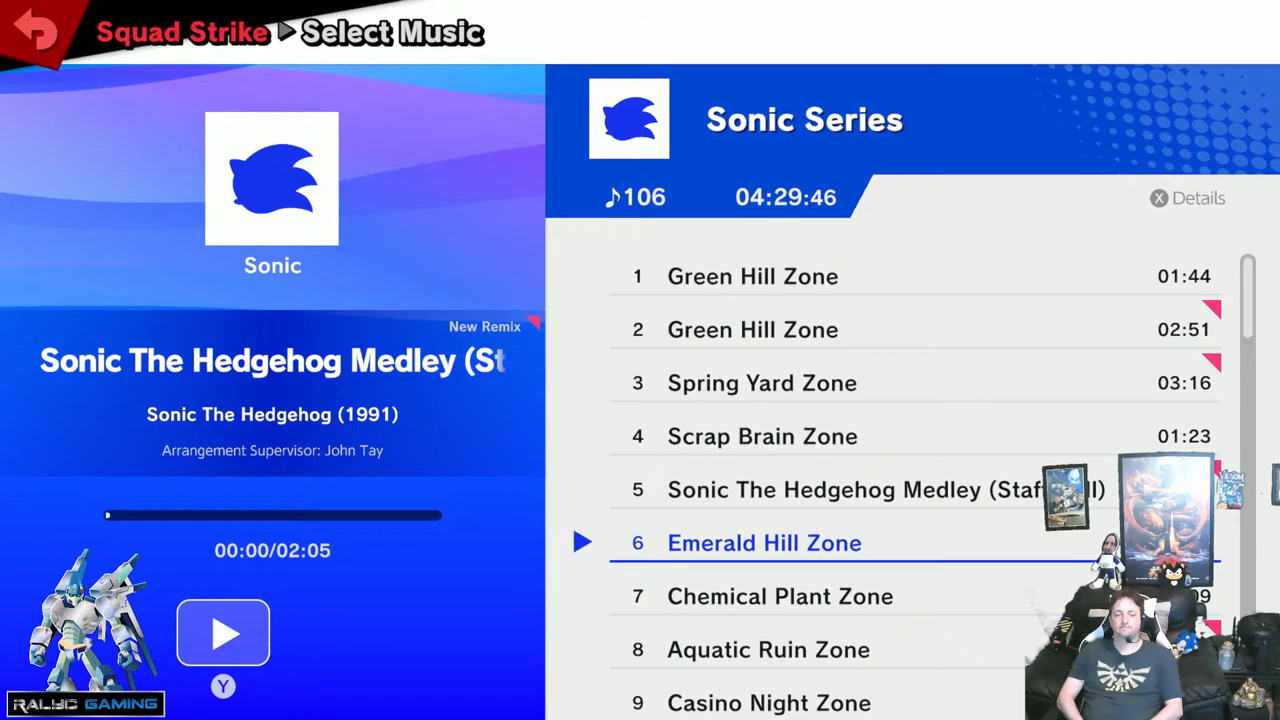 Squad Strike ▶ Select Music
Sonic
New Remix
Sonic The Hedgehog Medley (St
Sonic The Hedgehog (1991)
Arrangement Supervisor: John Tay
00:00/02:05
Y
RALYC GAMING
Sonic Series
♪106 04:29:46
X Details
1 Green Hill Zone 01:44
2 Green Hill Zone 02:51
3 Spring Yard Zone 03:16
4 Scrap Brain Zone 01:23
5 Sonic The Hedgehog Medley
6 Emerald Hill Zone
7 Chemical Plant Zone
8 Aquatic Ruin Zone
9 Casino Night Zone